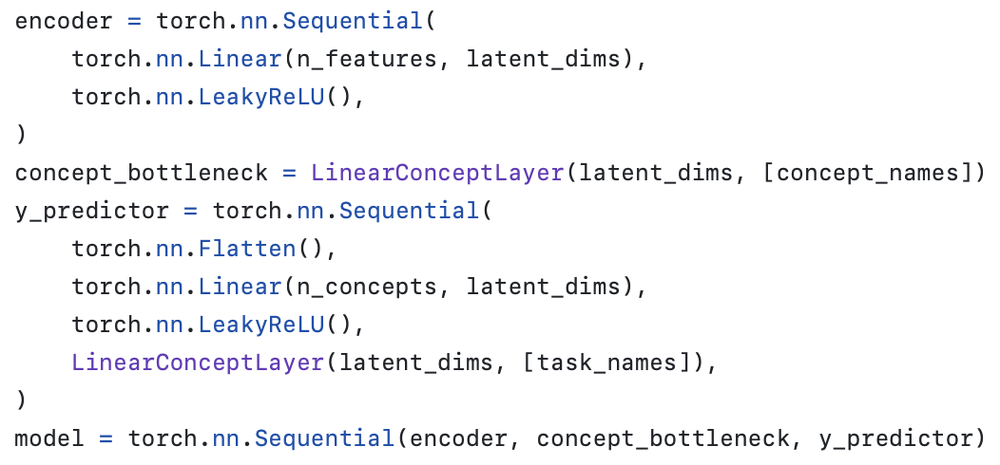 encoder = torch.nn.Sequential(
    torch.nn.Linear(n_features, latent_dims),
    torch.nn.LeakyReLU(),
)
concept_bottleneck = LinearConceptLayer(latent_dims, [concept_names])
y_predictor = torch.nn.Sequential(
    torch.nn.Flatten(),
    torch.nn.Linear(n_concepts, latent_dims),
    torch.nn.LeakyReLU(),
    LinearConceptLayer(latent_dims, [task_names]),
)
model = torch.nn.Sequential(encoder, concept_bottleneck, y_predictor)